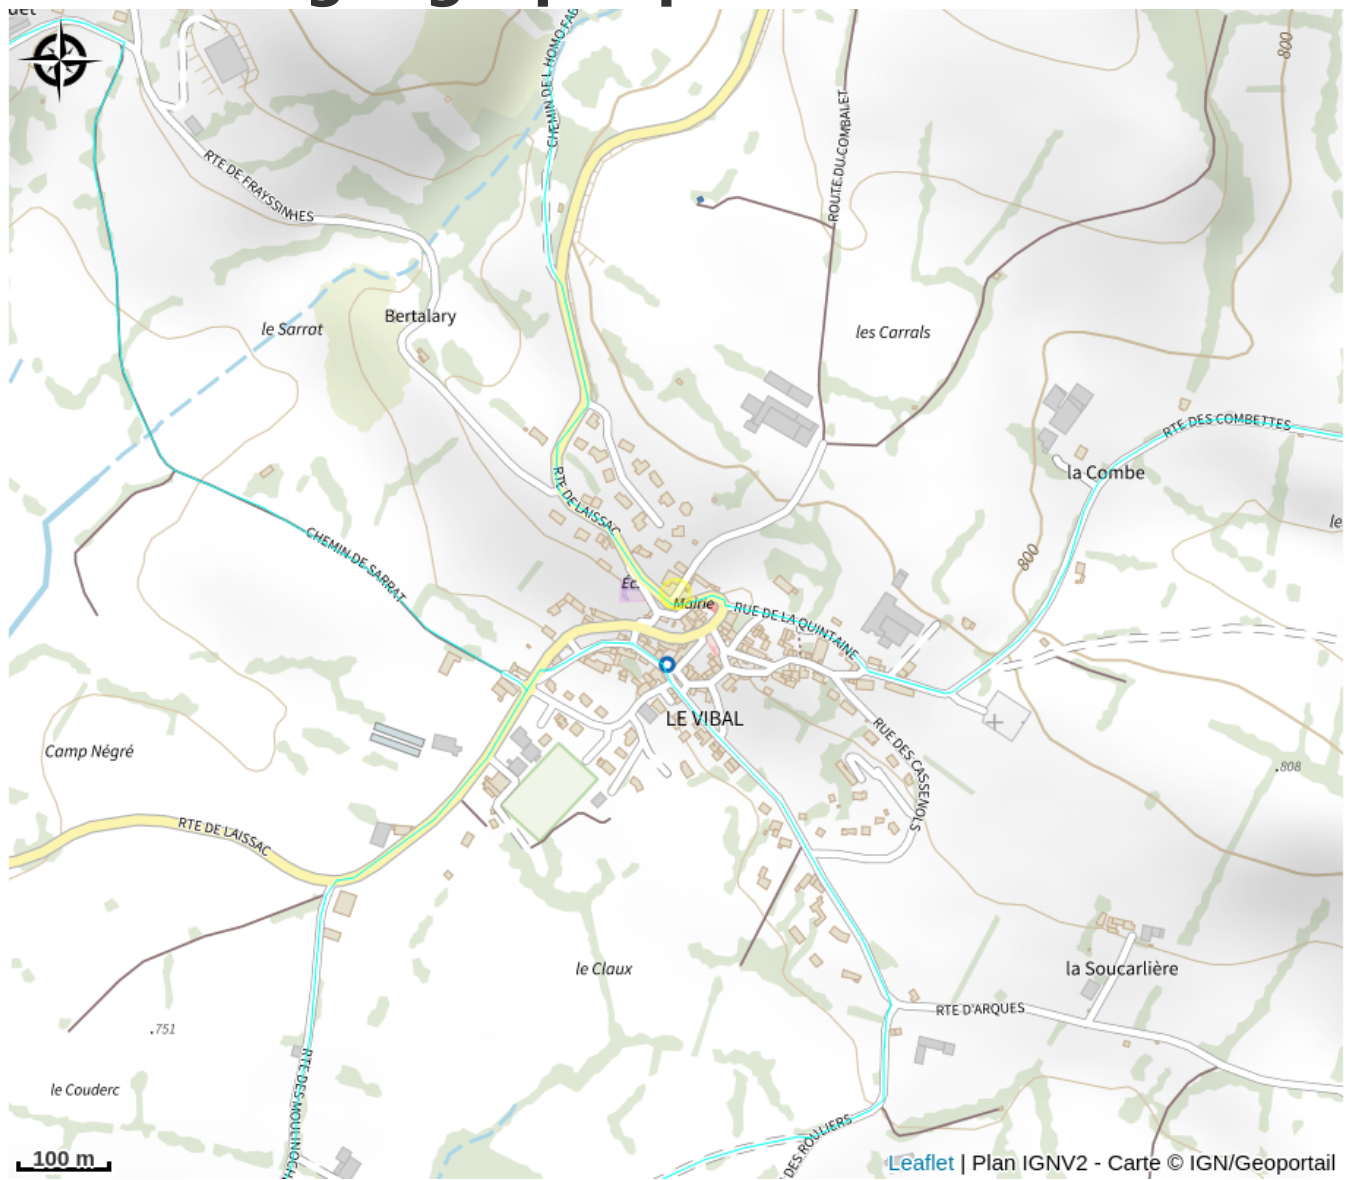 800
CHEMIN DE L HOMO FAB
ROUTE DU COMBALET
RTE DE FRAYSSINHES
Bertalary
le Sarrat
les Carrals
RTE DES COMBETTES
la Combe
RTE DE LAISSAC
le
CHEMIN DE SARRAT
800
Éc.
Mairie
RUE DE LA QUINTAINE
LE VIBAL
RUE DES CASSENOLS
Camp Négré
.808
RTE DE LAISSAC
le Claux
la Soucarlière
RTE D'ARQUES
.751
le Couderc
RTE DES MOULINOCH
DES ROULIERS
100 m
Leaflet | Plan IGNV2 - Carte © IGN/Geoportail